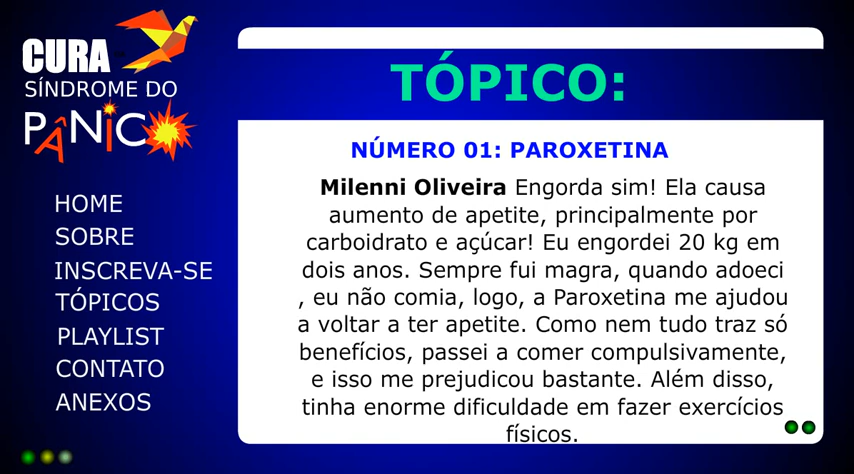 CURA
SÍNDROME DO
PÂNiCO
HOME
SOBRE
INSCREVA-SE
TÓPICOS
PLAYLIST
CONTATO
ANEXOS
TÓPICO:
NÚMERO 01: PAROXETINA
Milenni Oliveira Engorda sim! Ela causa
aumento de apetite, principalmente por
carboidrato e açúcar! Eu engordei 20 kg em
dois anos. Sempre fui magra, quando adoeci
, eu não comia, logo, a Paroxetina me ajudou
a voltar a ter apetite. Como nem tudo traz só
benefícios, passei a comer compulsivamente,
e isso me prejudicou bastante. Além disso,
tinha enorme dificuldade em fazer exercícios
físicos.